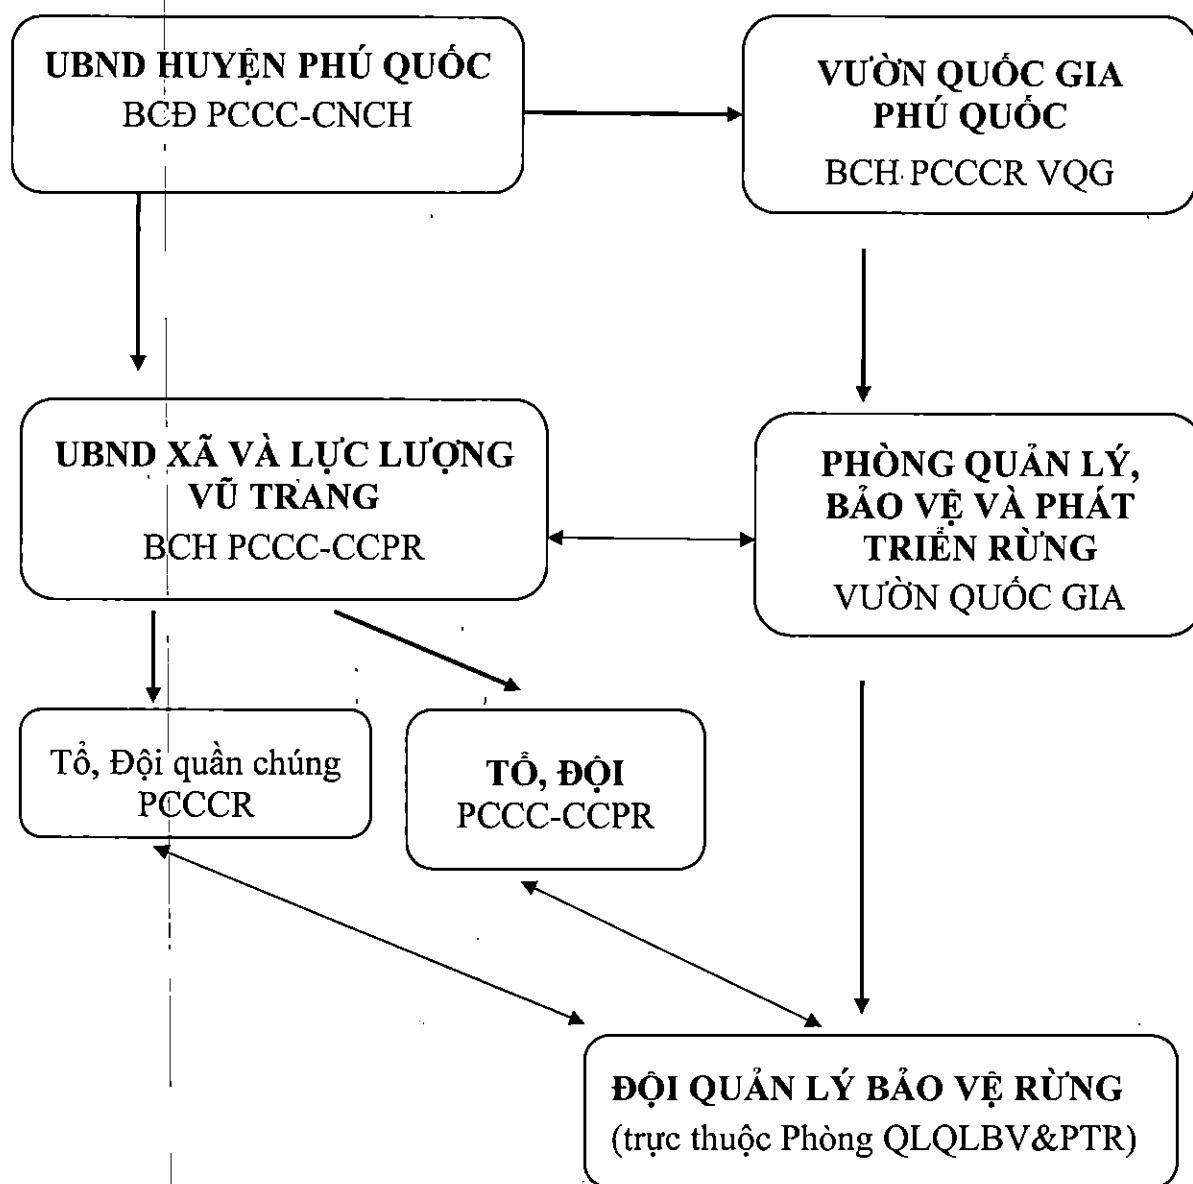 UBND HUYỆN PHÚ QUỐC
BCĐ PCCC-CNCH
VƯỜN QUỐC GIA
PHÚ QUỐC
BCH PCCCR VQG
UBND XÃ VÀ LỰC LƯỢNG
VŨ TRANG
BCH PCCC-CCPR
PHÒNG QUẢN LÝ,
BẢO VỆ VÀ PHÁT
TRIỂN RỪNG
VƯỜN QUỐC GIA
Tổ, Đội quần chúng
PCCCR
TỔ, ĐỘI
PCCC-CCPR
ĐỘI QUẢN LÝ BẢO VỆ RỪNG
(trực thuộc Phòng QLQLBV&PTR)